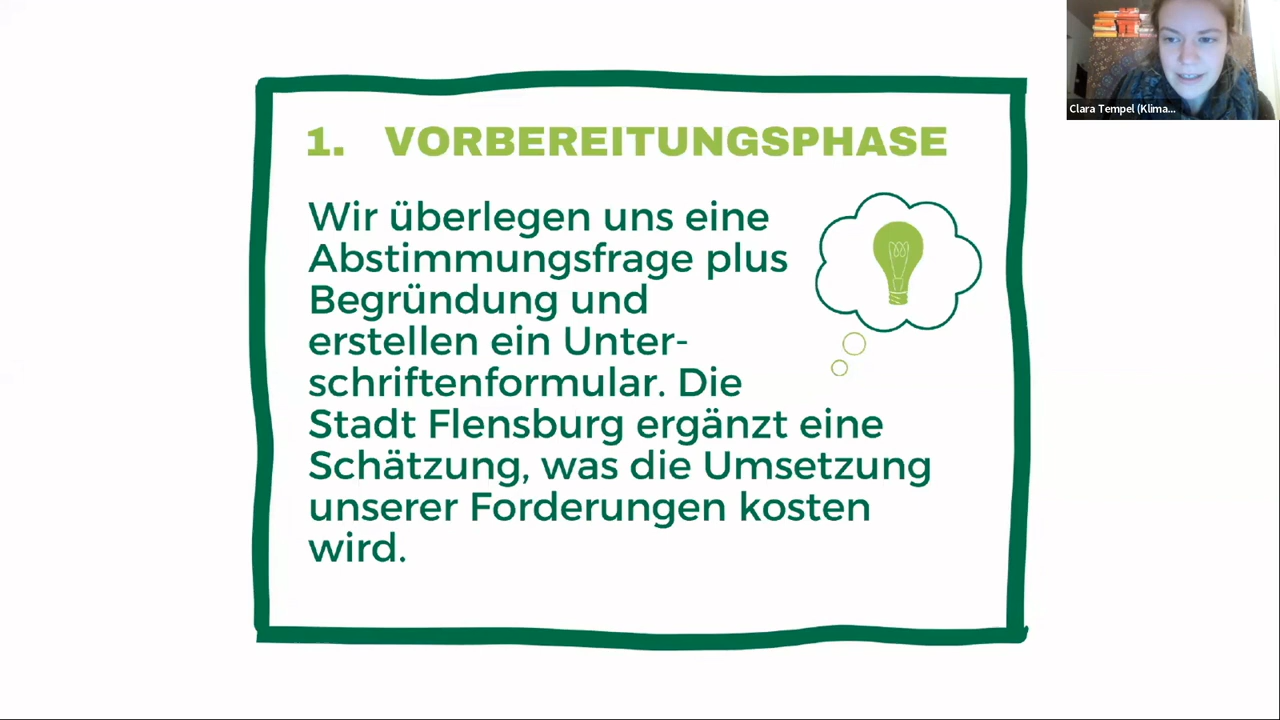 1. VORBEREITUNGSPHASE
Wir überlegen uns eine
Abstimmungsfrage plus
Begründung und
erstellen ein Unter-
schriftenformular. Die
Stadt Flensburg ergänzt eine
Schätzung, was die Umsetzung
unserer Forderungen kosten
wird.
Clara Tempel (Klima...